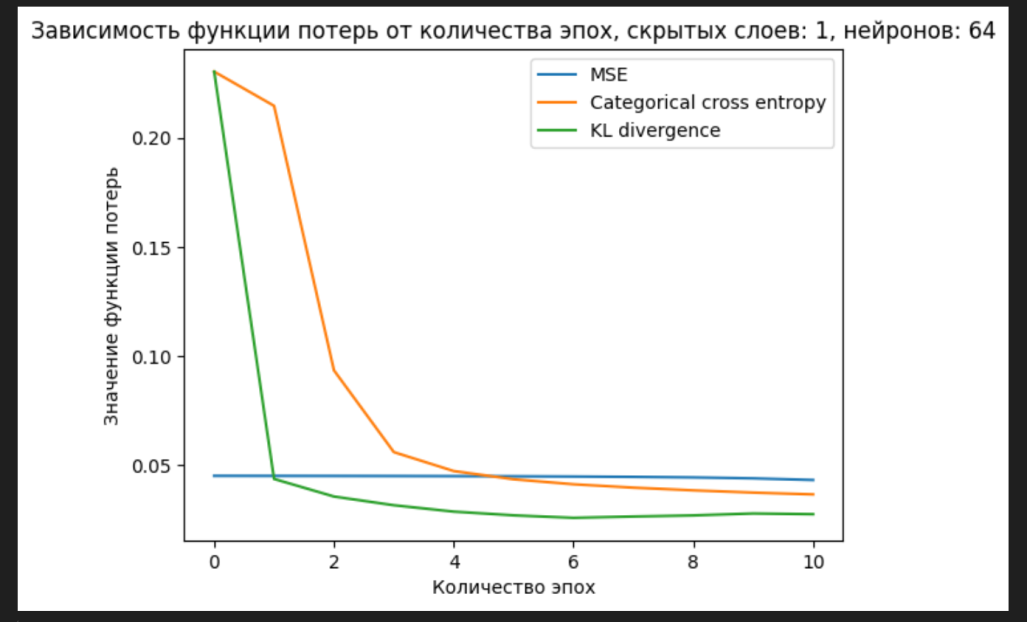 Зависимость функции потерь от количества эпох, скрытых слоев: 1, нейронов: 64
MSE
Categorical cross entropy
KL divergence
Значение функции потерь
0.20
0.15
0.10
0.05
0 2 4 6 8 10
Количество эпох